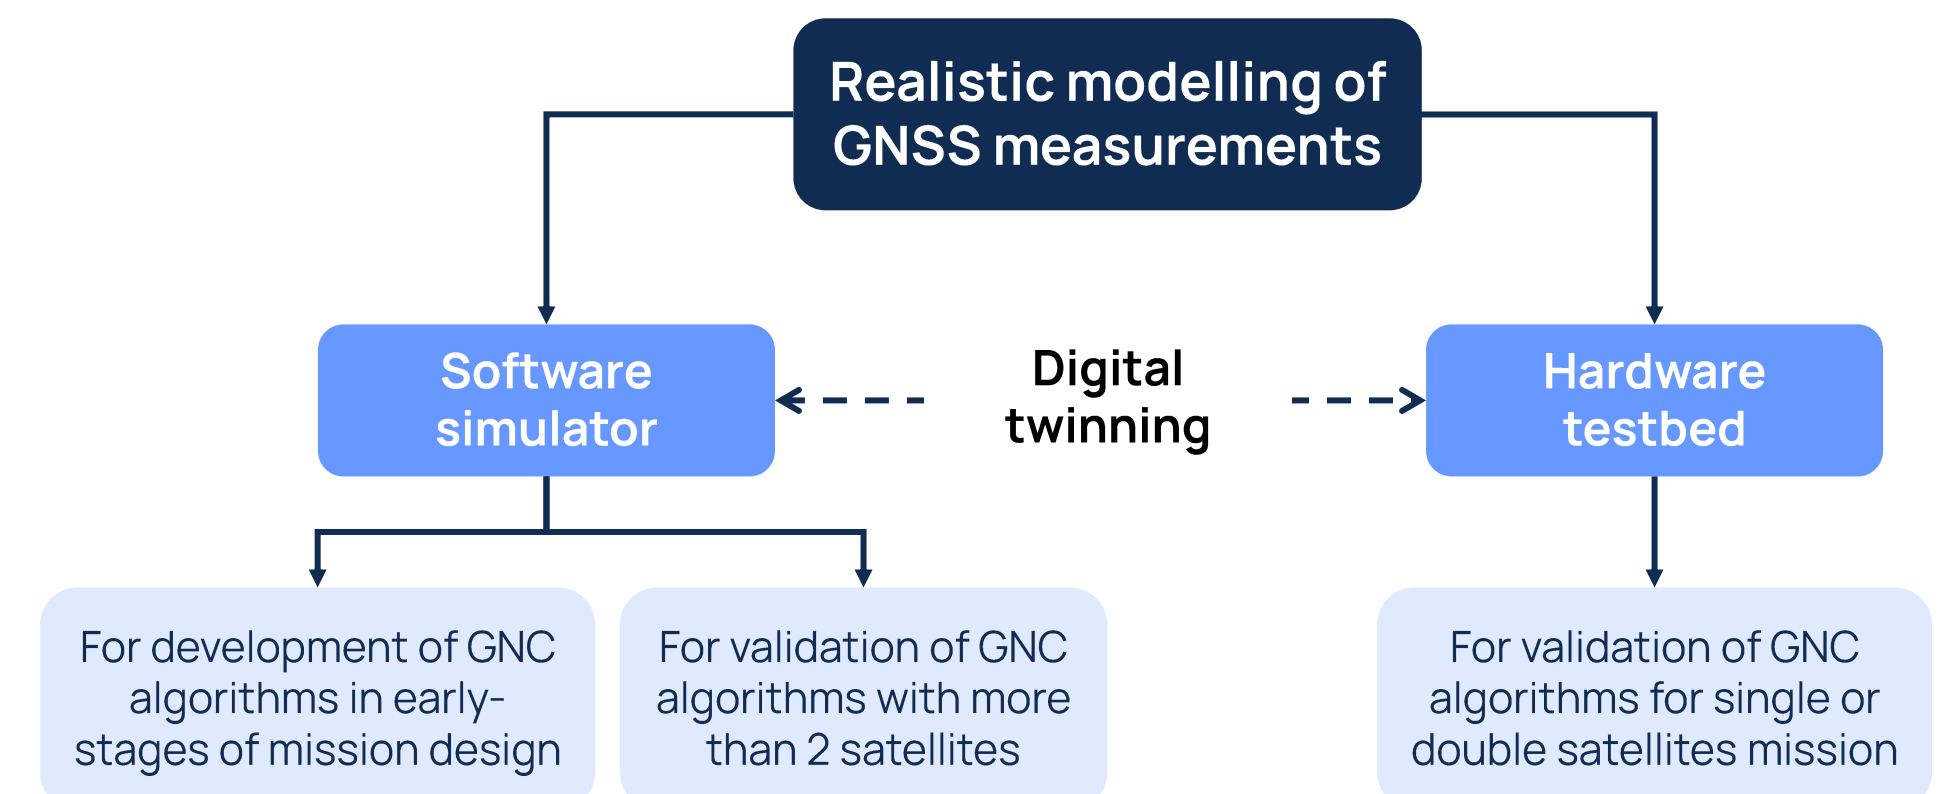 Realistic modelling of
GNSS measurements
Software
simulator
Digital
twinning
Hardware
testbed
For development of GNC
algorithms in early-
stages of mission design
For validation of GNC
algorithms with more
than 2 satellites
For validation of GNC
algorithms for single or
double satellites mission